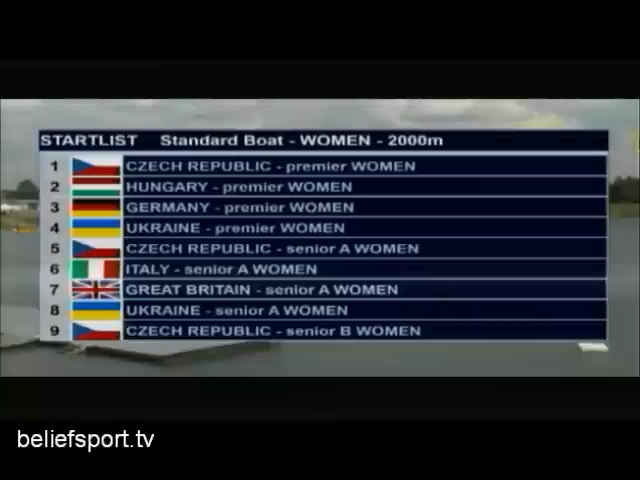 STARTLIST Standard Boat - WOMEN - 2000m
1 CZECH REPUBLIC - premier WOMEN
2 HUNGARY - premier WOMEN
3 GERMANY - premier WOMEN
4 UKRAINE - premier WOMEN
5 CZECH REPUBLIC - senior A WOMEN
6 ITALY - senior A WOMEN
7 GREAT BRITAIN - senior A WOMEN
8 UKRAINE - senior A WOMEN
9 CZECH REPUBLIC - senior B WOMEN
beliefsport.tv